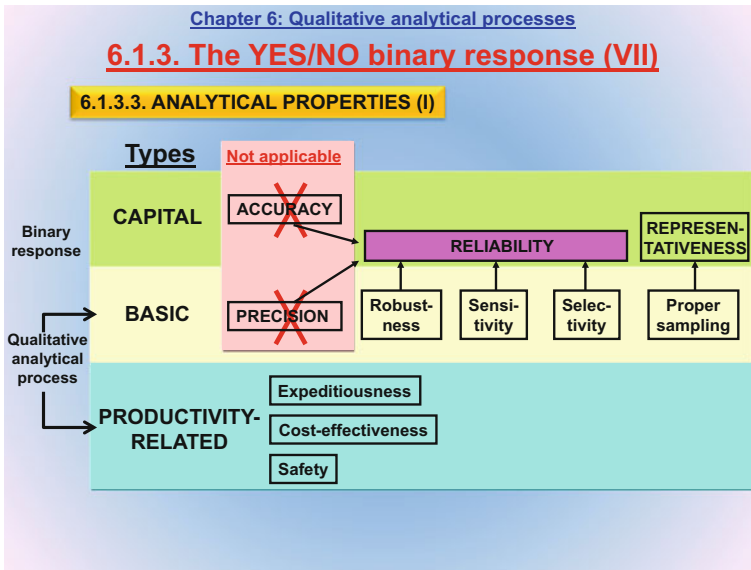 Chapter 6: Qualitative analytical processes
6.1.3. The YES/NO binary response (VII)
6.1.3.3. ANALYTICAL PROPERTIES (I)
Types
Not applicable
Binary
response
CAPITAL
ACCURACY
RELIABILITY
REPRESEN-
TATIVENESS
BASIC
PRECISION
Robust-
ness
Sensi-
tivity
Selec-
tivity
Proper
sampling
Qualitative
analytical
process
PRODUCTIVITY-
RELATED
Expeditiousness
Cost-effectiveness
Safety